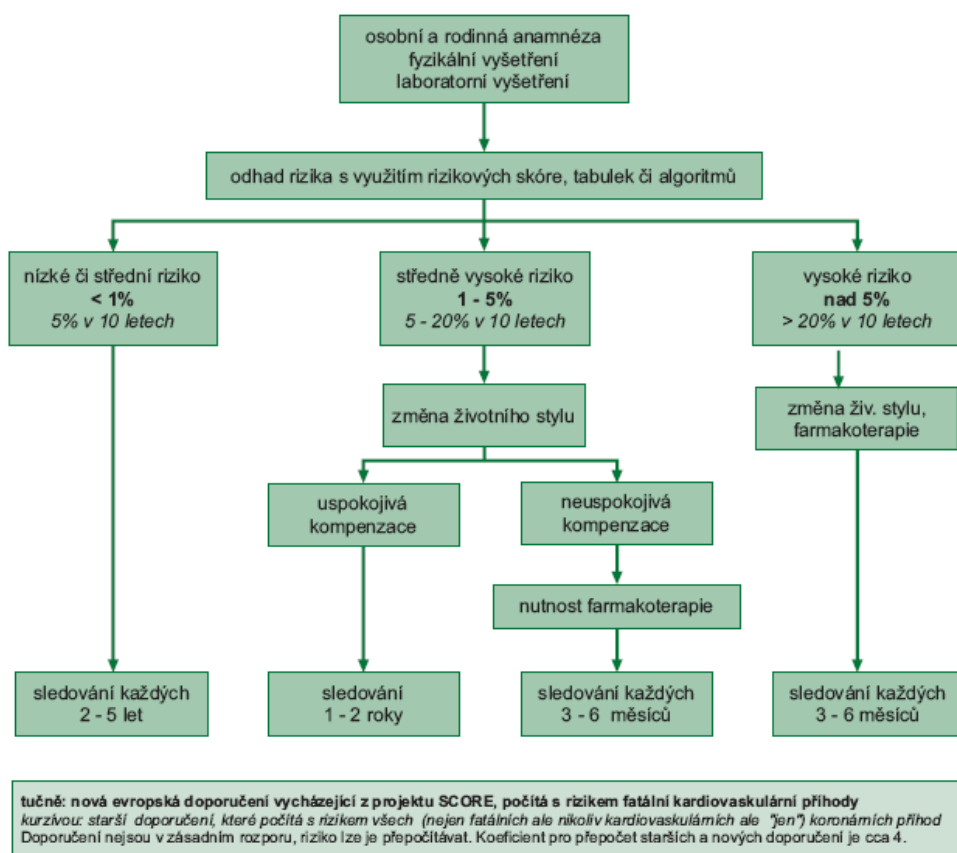 osobní a rodinná anamnéza
fyzikální vyšetření
laboratorní vyšetření
odhad rizika s využitím rizikových skóre, tabulek či algoritmů
nízké či střední riziko
< 1%
5% v 10 letech
středně vysoké riziko
1 - 5%
5 - 20% v 10 letech
vysoké riziko
nad 5%
> 20% v 10 letech
změna životního stylu
změna živ. stylu,
farmakoterapie
uspokojivá
kompenzace
neuspokojivá
kompenzace
nutnost farmakoterapie
sledování každých
2 - 5 let
sledování
1 - 2 roky
sledování každých
3 - 6 měsíců
sledování každých
3 - 6 měsíců
tučně: nová evropská doporučení vycházející z projektu SCORE, počítá s rizikem fatální kardiovaskulární příhody
kurzívou: starší doporučení, které počítá s rizikem všech (nejen fatálních ale nikoliv kardiovaskulárních ale "jen") koronárních příhod
Doporučení nejsou v zásadním rozporu, riziko lze je přepočítávat. Koeficient pro přepočet starších a nových doporučení je cca 4.